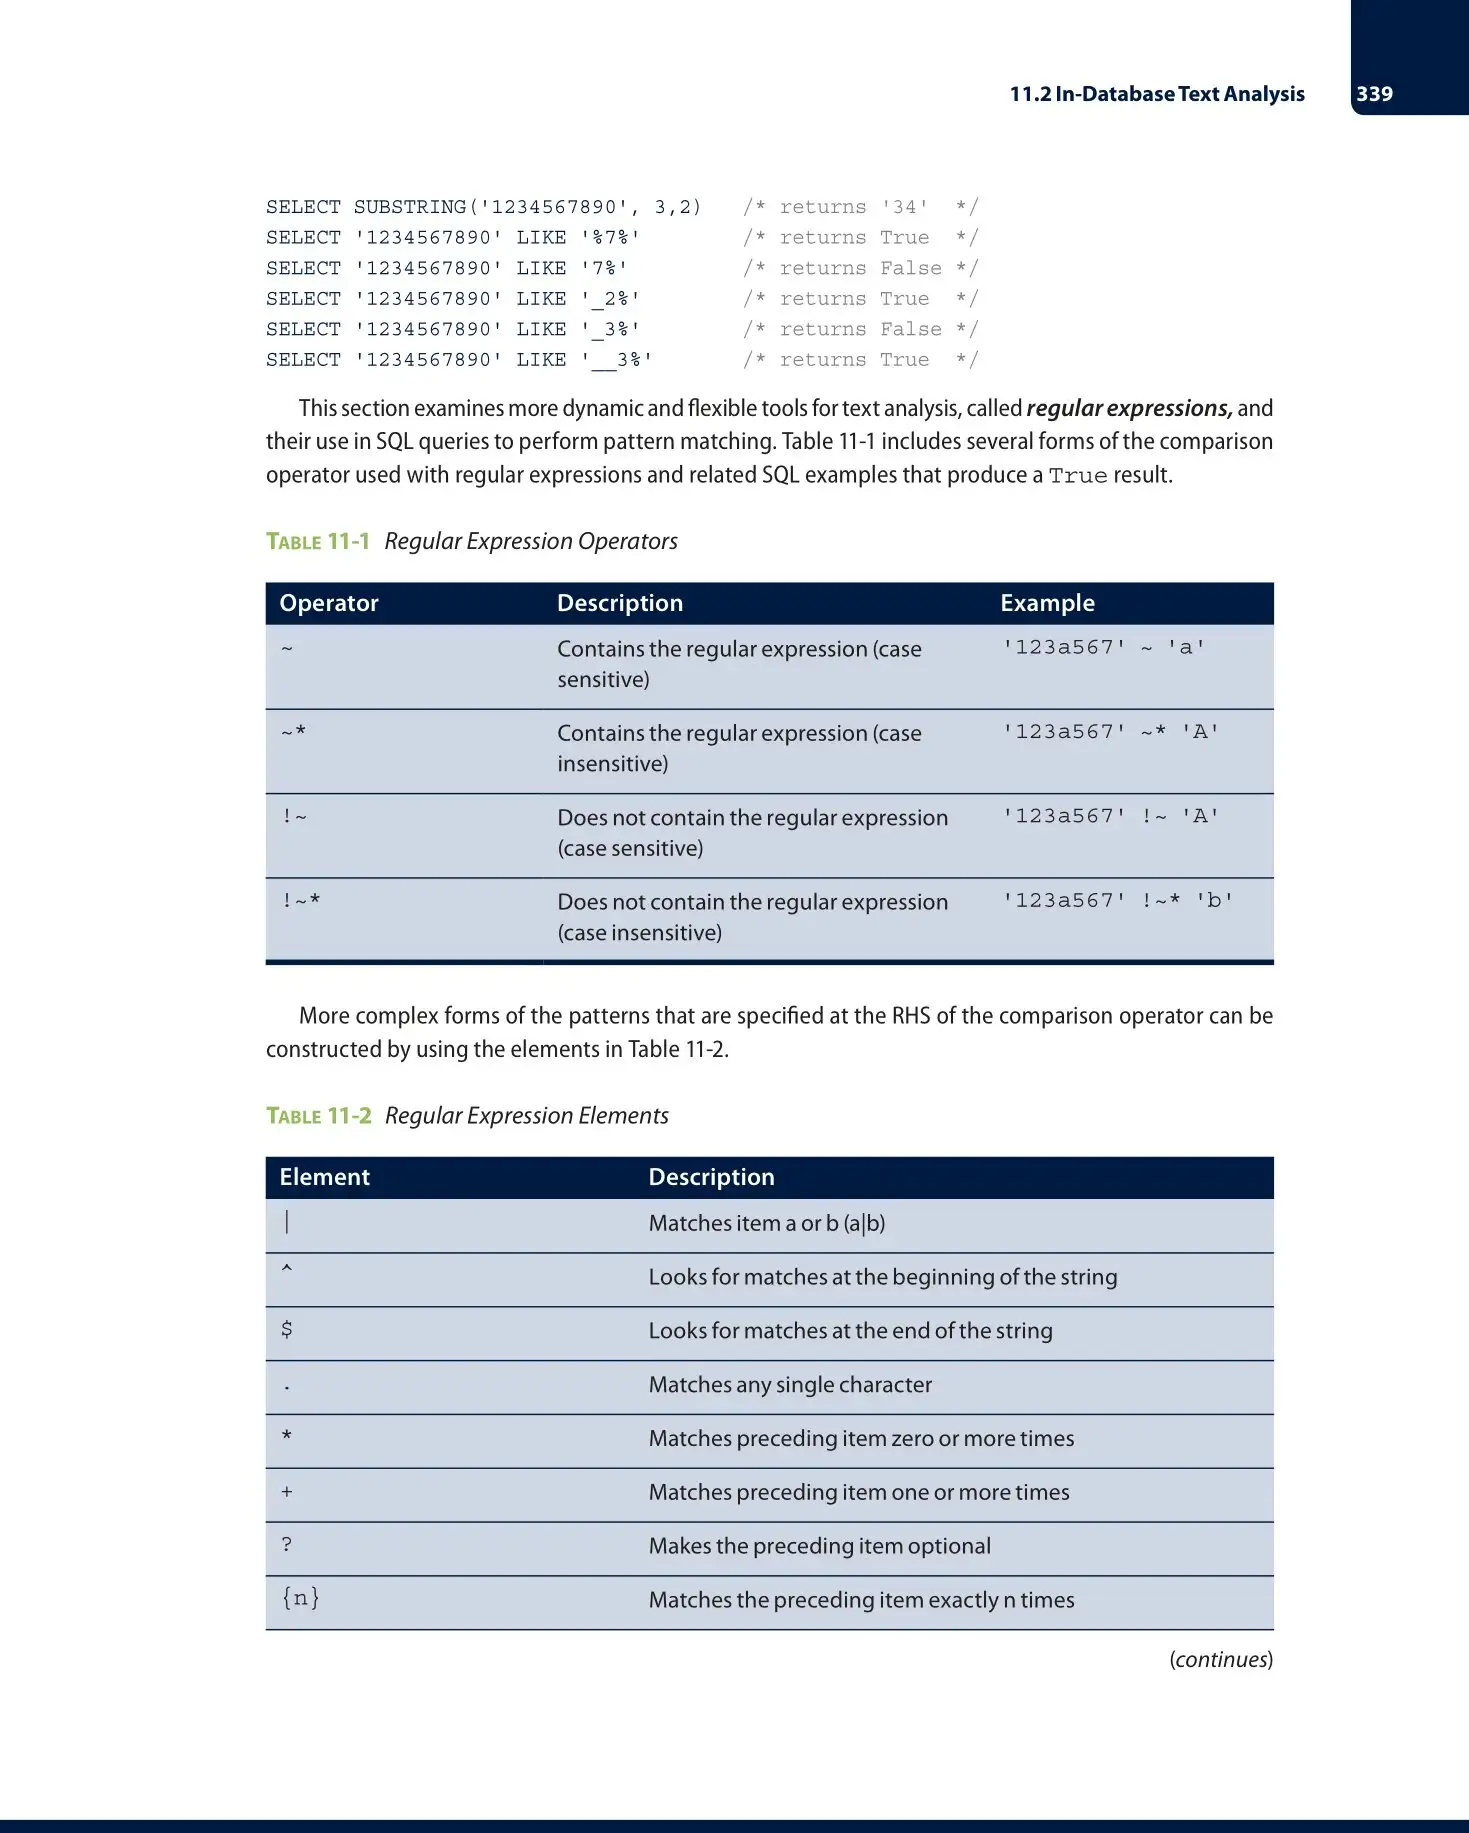 11.2 In-Database Text Analysis 339
SELECT SUBSTRING('1234567890', 3,2) /* returns '34' */
SELECT '1234567890' LIKE '%7%' /* returns True */
SELECT '1234567890' LIKE '7%' /* returns False */
SELECT '1234567890' LIKE '_2%' /* returns True */
SELECT '1234567890' LIKE '_3%' /* returns False */
SELECT '1234567890' LIKE '__3%' /* returns True */
This section examines more dynamic and flexible tools for text analysis, called regular expressions, and
their use in SQL queries to perform pattern matching. Table 11-1 includes several forms of the comparison
operator used with regular expressions and related SQL examples that produce a True result.
TABLE 11-1 Regular Expression Operators
Operator Description Example
~ Contains the regular expression (case '123a567' ~ 'a'
sensitive)
~* Contains the regular expression (case '123a567' ~* 'A'
insensitive)
!~ Does not contain the regular expression '123a567' !~ 'A'
(case sensitive)
!~* Does not contain the regular expression '123a567' !~* 'b'
(case insensitive)
More complex forms of the patterns that are specified at the RHS of the comparison operator can be
constructed by using the elements in Table 11-2.
TABLE 11-2 Regular Expression Elements
Element Description
| Matches item a or b (a|b)
^ Looks for matches at the beginning of the string
$ Looks for matches at the end of the string
. Matches any single character
* Matches preceding item zero or more times
+ Matches preceding item one or more times
? Makes the preceding item optional
{n} Matches the preceding item exactly n times
(continues)